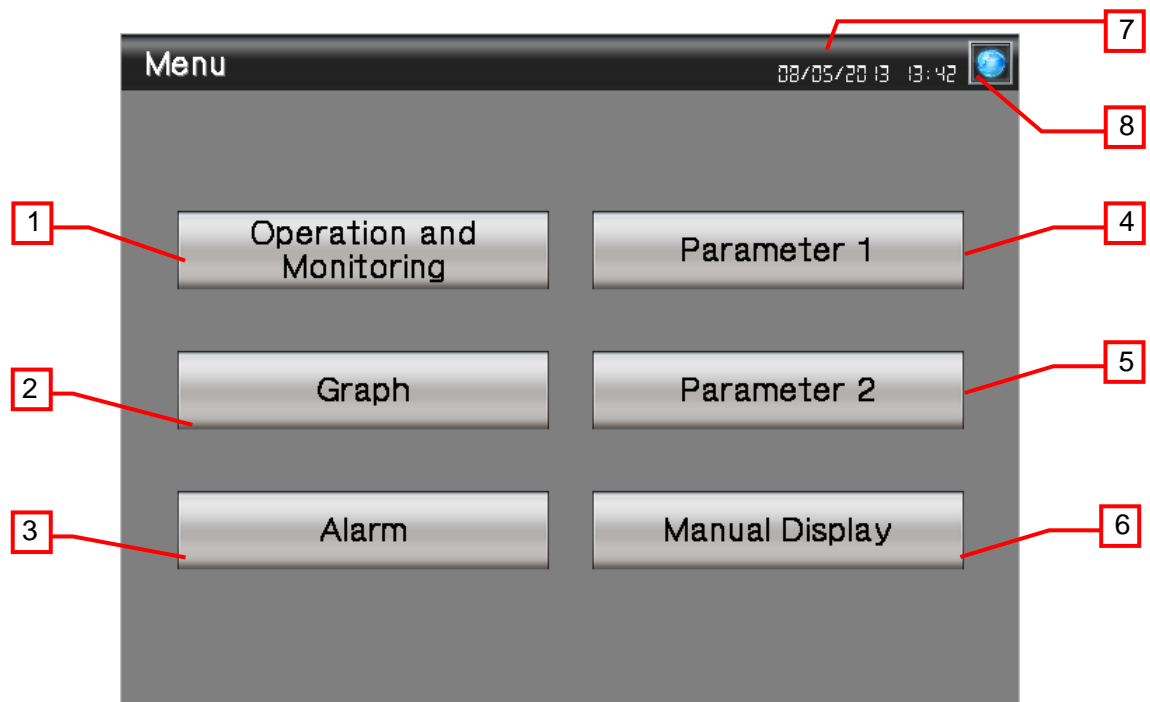 7
Menu
08/05/2013 13:42
8
1
Operation and
Monitoring
Parameter 1
4
2
Graph
Parameter 2
5
3
Alarm
Manual Display
6